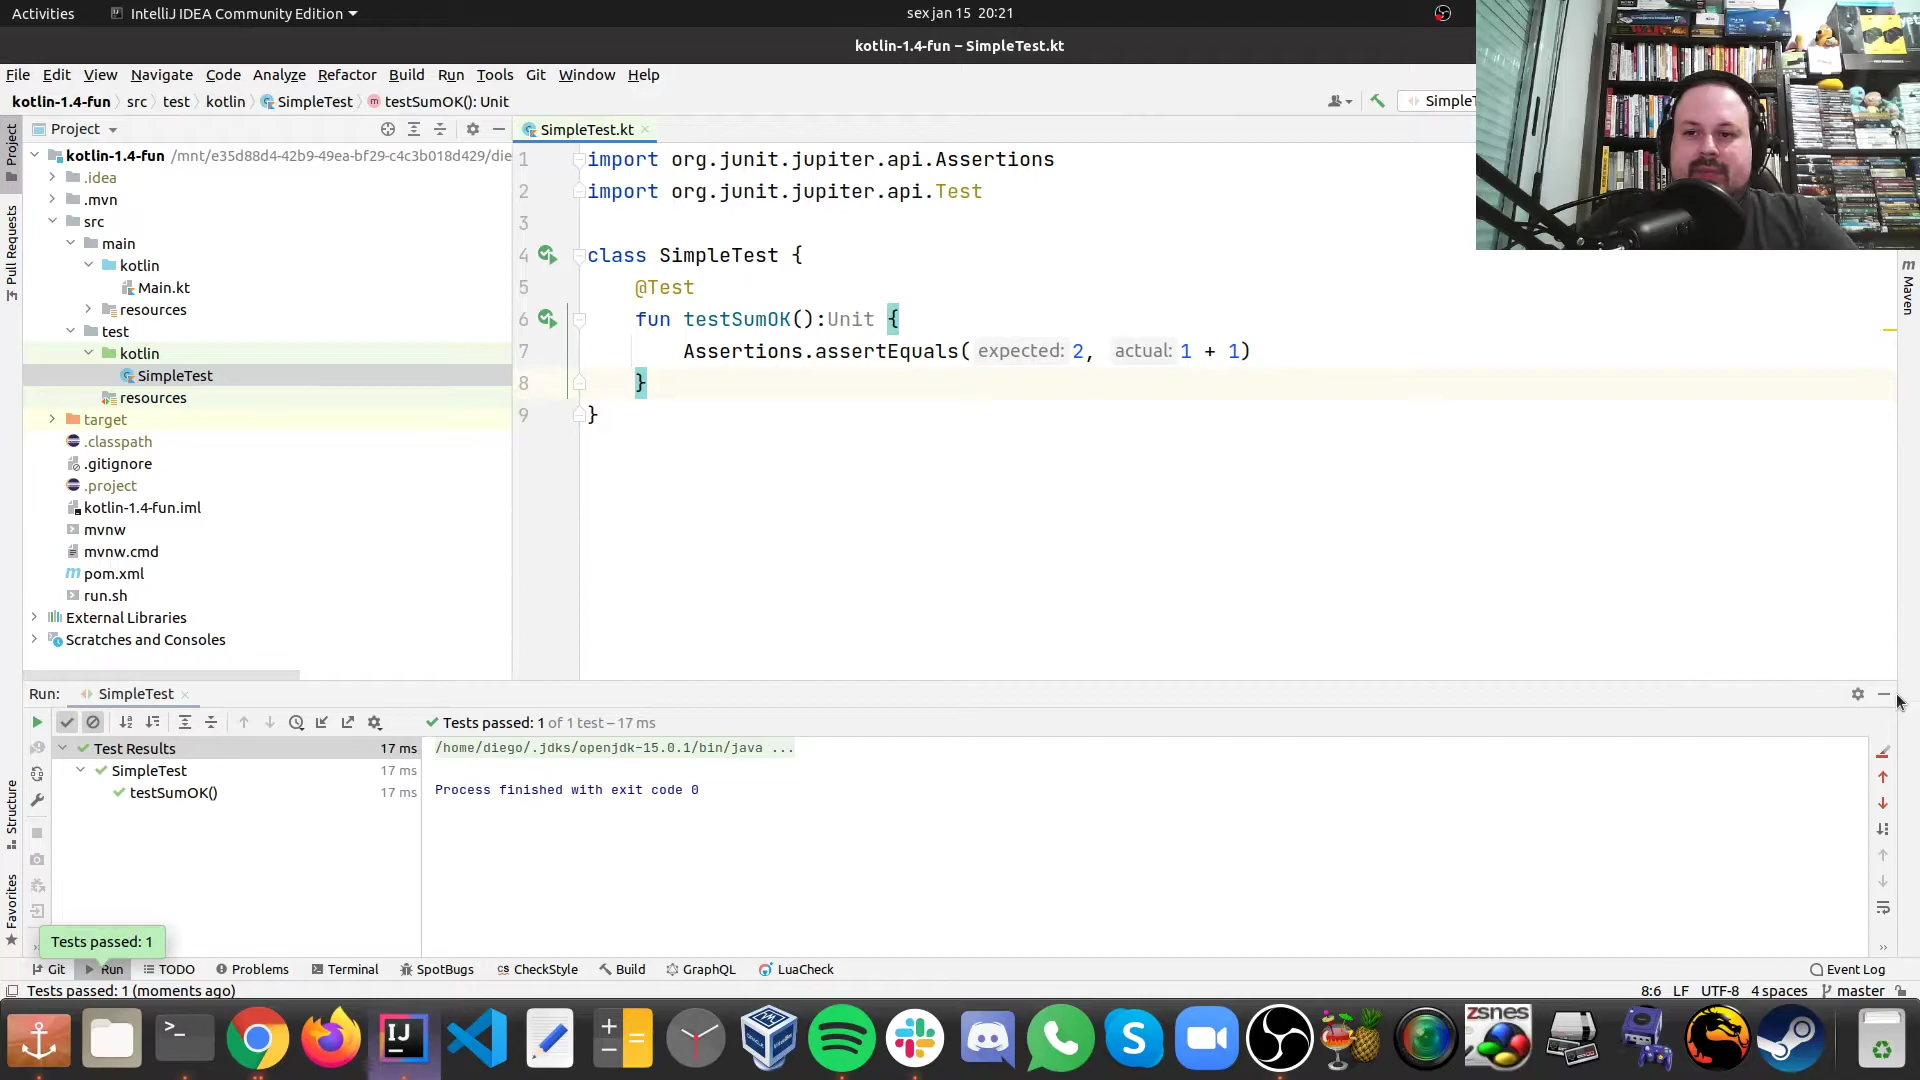 Activities
IntelliJ IDEA Community Edition
sex jan 15 20:21
kotlin-1.4-fun – SimpleTest.kt
File Edit View Navigate Code Analyze Refactor Build Run Tools Git Window Help
kotlin-1.4-fun src test kotlin SimpleTest testSumOK(): Unit
SimpleT
Project
SimpleTest.kt
Project
Pull Requests
Structure
Favorites
kotlin-1.4-fun /mnt/e35d88d4-42b9-49ea-bf29-c4c3b018d429/die
.idea
.mvn
src
main
kotlin
Main.kt
resources
test
kotlin
SimpleTest
resources
target
.classpath
.gitignore
.project
kotlin-1.4-fun.iml
mvnw
mvnw.cmd
pom.xml
run.sh
External Libraries
Scratches and Consoles
1 import org.junit.jupiter.api.Assertions
2 import org.junit.jupiter.api.Test
3
4 class SimpleTest {
5 @Test
6 fun testSumOK():Unit {
7 Assertions.assertEquals( expected: 2, actual: 1 + 1)
8 }
9 }
Maven
Run: SimpleTest
Tests passed: 1 of 1 test – 17 ms
Test Results 17 ms
SimpleTest 17 ms
testSumOK() 17 ms
/home/diego/.jdks/openjdk-15.0.1/bin/java ...
Process finished with exit code 0
Tests passed: 1
Git Run TODO Problems Terminal SpotBugs CheckStyle Build GraphQL LuaCheck Event Log
Tests passed: 1 (moments ago)
8:6 LF UTF-8 4 spaces master
IJ
ZSNES